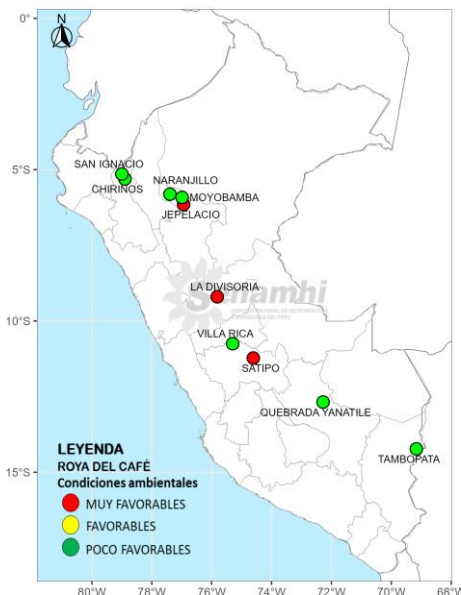 N
0°
5°S
10°S
15°S
SAN IGNACIO
CHIRINOS
NARANJILLO
MOYOBAMBA
JEPELACIO
LA DIVISORIA
Senamhi
VILLA RICA
SATIPO
QUEBRADA YANATILE
TAMBOPATA
LEYENDA
ROYA DEL CAFÉ
Condiciones ambientales
MUY FAVORABLES
FAVORABLES
POCO FAVORABLES
80°W 78°W 76°W 74°W 72°W 70°W 68°W